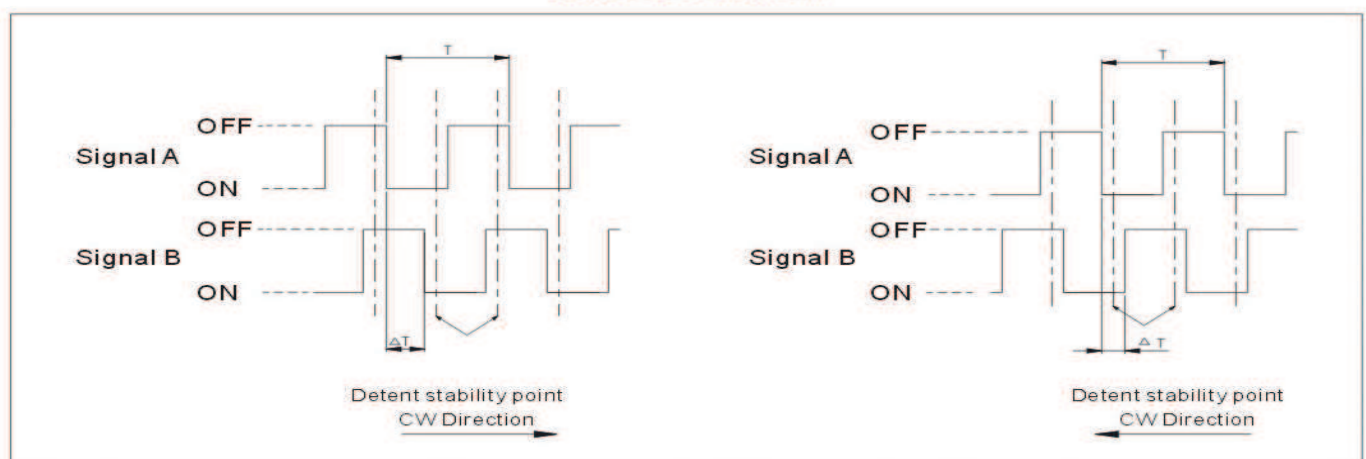 T
T
OFF
OFF
Signal A
Signal A
ON
ON
OFF
OFF
Signal B
Signal B
ON
ON
△T
△ T
Detent stability point
Detent stability point
CW Direction
CW Direction